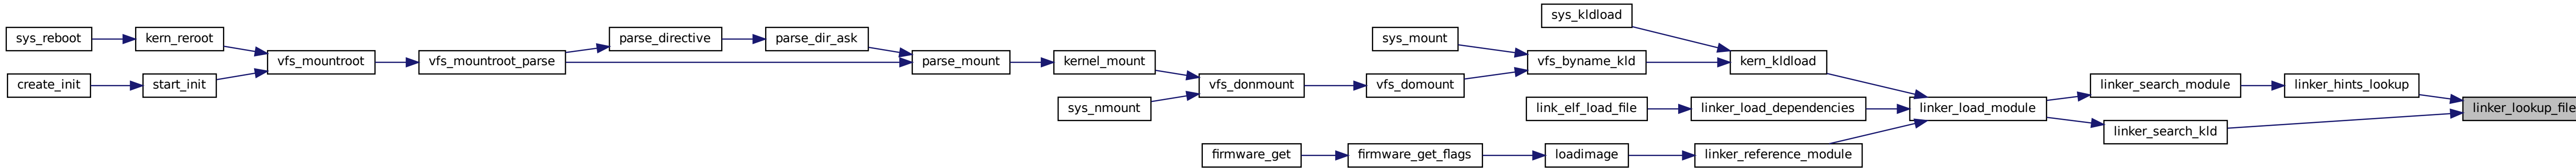 sys_reboot
kern_reroot
create_init
start_init
vfs_mountroot
vfs_mountroot_parse
parse_directive
parse_dir_ask
parse_mount
kernel_mount
sys_nmount
vfs_donmount
sys_mount
vfs_domount
sys_kldload
vfs_byname_kld
kern_kldload
link_elf_load_file
linker_load_dependencies
firmware_get
firmware_get_flags
loadimage
linker_reference_module
linker_load_module
linker_search_module
linker_search_kld
linker_hints_lookup
linker_lookup_file